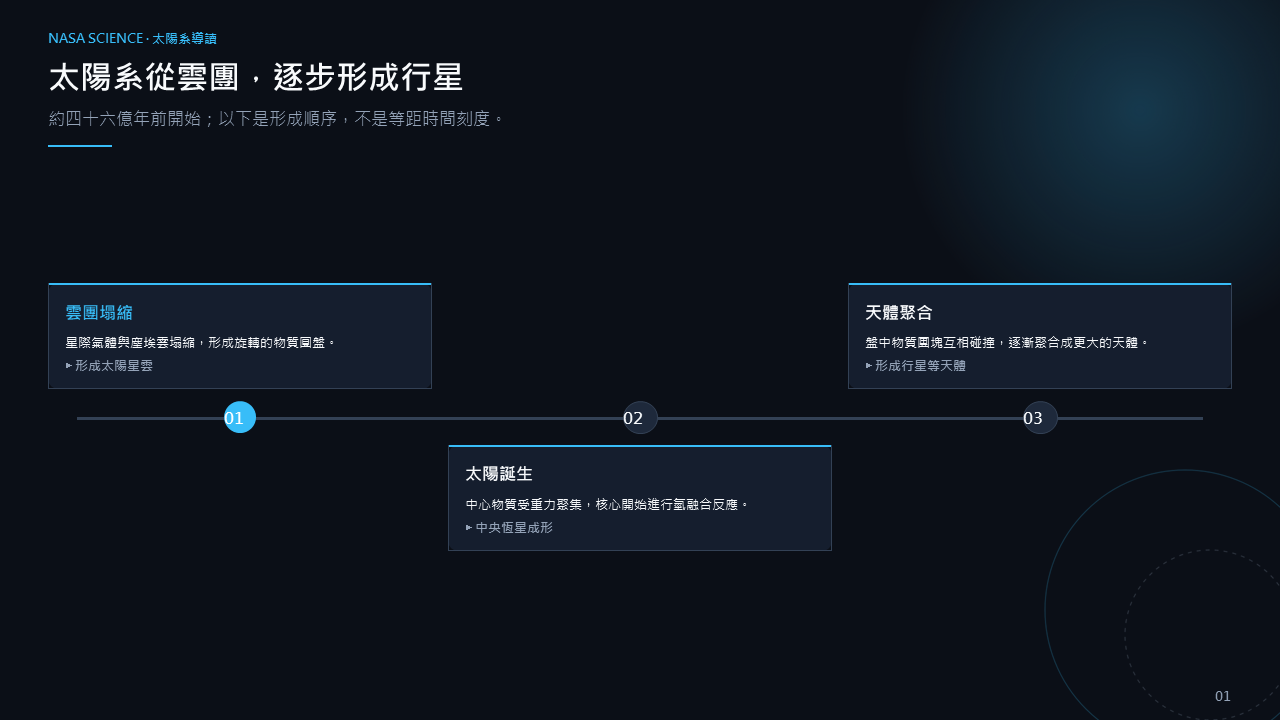 NASA SCIENCE · 太陽系導讀
太陽系從雲團，逐步形成行星
約四十六億年前開始；以下是形成順序，不是等距時間刻度。
雲團塌縮
星際氣體與塵埃雲塌縮，形成旋轉的物質圓盤。
▸ 形成太陽星雲
天體聚合
盤中物質團塊互相碰撞，逐漸聚合成更大的天體。
▸ 形成行星等天體
01
02
03
太陽誕生
中心物質受重力聚集，核心開始進行氫融合反應。
▸ 中央恆星成形
01